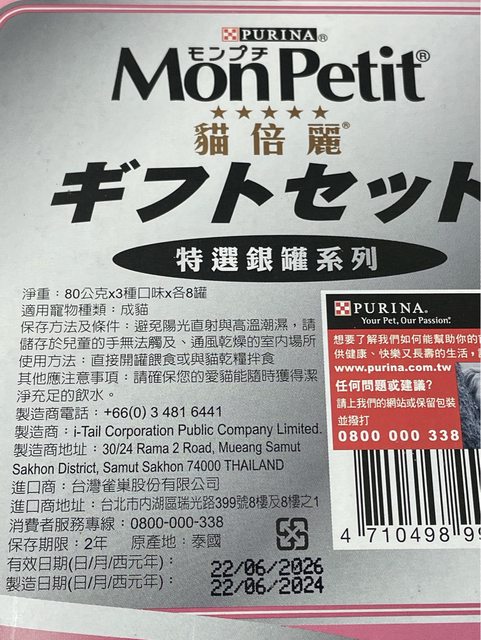 PURINA®
モンプチ
MonPetit®
貓倍麗®
ギフトセット
特選銀罐系列
淨重：80公克x3種口味x各8罐
適用寵物種類：成貓
保存方法及條件：避免陽光直射與高溫潮濕，請
儲存於兒童的手無法觸及、通風乾燥的室內場所
使用方法：直接開罐餵食或與貓乾糧拌食
其他應注意事項：請確保您的愛貓能隨時獲得潔
淨充足的飲水。
製造商電話：+66(0) 3 481 6441
製造商：i-Tail Corporation Public Company Limited.
製造商地址：30/24 Rama 2 Road, Mueang Samut
Sakhon District, Samut Sakhon 74000 THAILAND
進口商：台灣雀巢股份有限公司
進口商地址：台北市內湖區瑞光路399號8樓及8樓之1
消費者服務專線：0800-000-338
保存期限：2年 原產地：泰國
有效日期(日/月/西元年)： 22/06/2026
製造日期(日/月/西元年)： 22/06/2024
PURINA®
Your Pet, Our Passion.®
想要了解我們如何能幫助你的
供健康、快樂又長壽的生活，
www.purina.com.tw
任何問題或建議?
請上我們的網站或保留包裝
並撥打
0800 000 338
4 710498 99